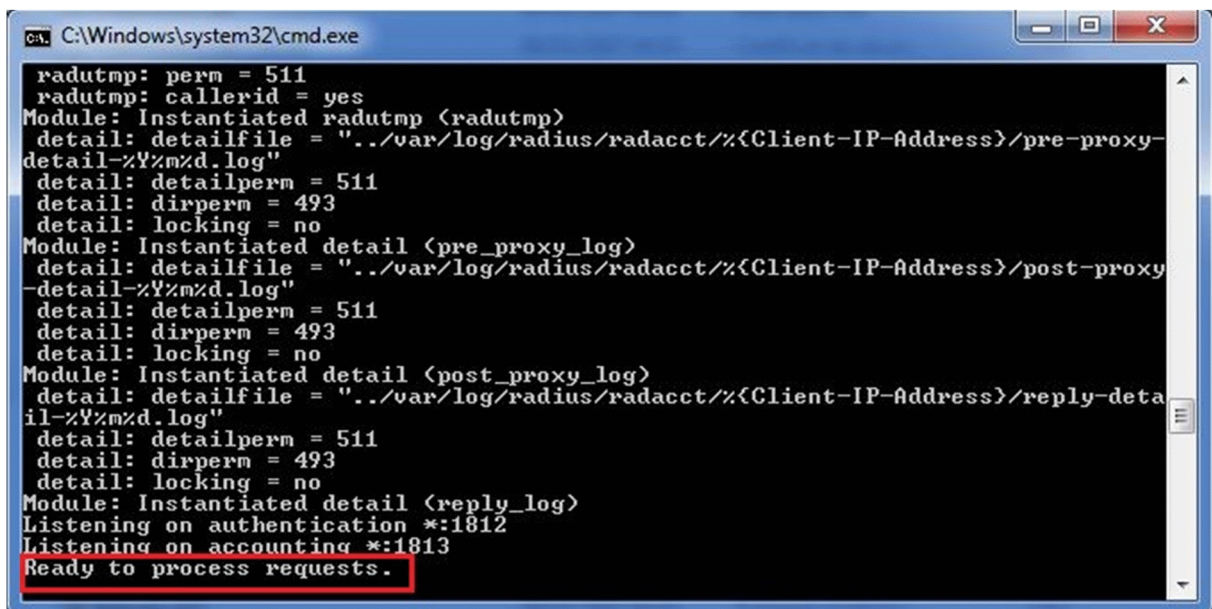 C:\Windows\system32\cmd.exe
radutmp: perm = 511
radutmp: callerid = yes
Module: Instantiated radutmp (radutmp)
detail: detailfile = "../var/log/radius/radacct/%{Client-IP-Address}/pre-proxy-
detail-%Y%m%d.log"
detail: detailperm = 511
detail: dirperm = 493
detail: locking = no
Module: Instantiated detail (pre_proxy_log)
detail: detailfile = "../var/log/radius/radacct/%{Client-IP-Address}/post-proxy
-detail-%Y%m%d.log"
detail: detailperm = 511
detail: dirperm = 493
detail: locking = no
Module: Instantiated detail (post_proxy_log)
detail: detailfile = "../var/log/radius/radacct/%{Client-IP-Address}/reply-deta
il-%Y%m%d.log"
detail: detailperm = 511
detail: dirperm = 493
detail: locking = no
Module: Instantiated detail (reply_log)
Listening on authentication *:1812
Listening on accounting *:1813
Ready to process requests.